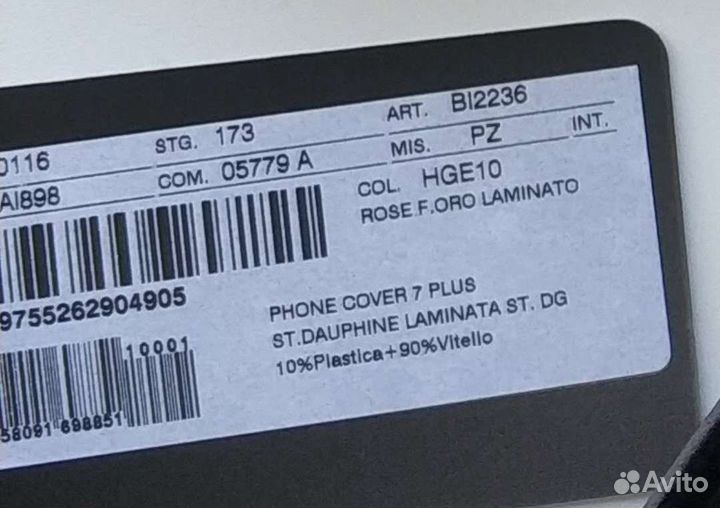 0116 STG. 173 ART. BI2236
AI898 COM. 05779 A MIS. PZ INT.
COL. HGE10
ROSE F.ORO LAMINATO
9755262904905
PHONE COVER 7 PLUS
ST.DAUPHINE LAMINATA ST. DG
10%Plastica+90%Vitello
10001
58091 698851
Avito